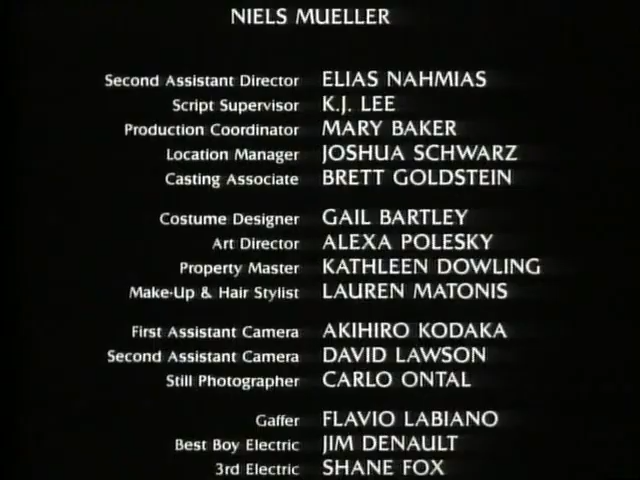 NIELS MUELLER
Second Assistant Director ELIAS NAHMIAS
Script Supervisor K.J. LEE
Production Coordinator MARY BAKER
Location Manager JOSHUA SCHWARZ
Casting Associate BRETT GOLDSTEIN
Costume Designer GAIL BARTLEY
Art Director ALEXA POLESKY
Property Master KATHLEEN DOWLING
Make-Up & Hair Stylist LAUREN MATONIS
First Assistant Camera AKIHIRO KODAKA
Second Assistant Camera DAVID LAWSON
Still Photographer CARLO ONTAL
Gaffer FLAVIO LABIANO
Best Boy Electric JIM DENAULT
3rd Electric SHANE FOX